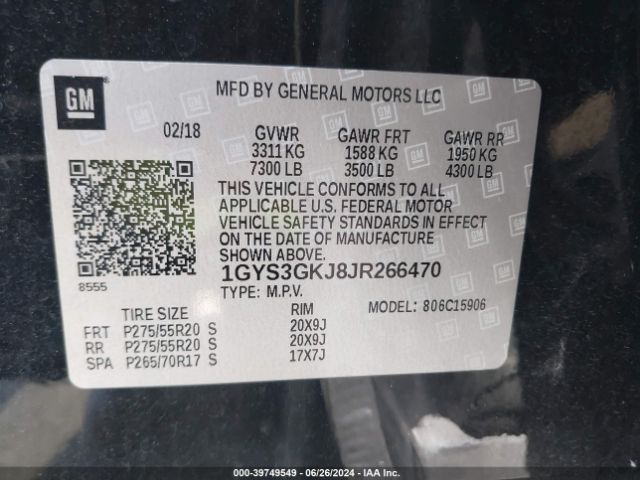 GM
MFD BY GENERAL MOTORS LLC
02/18 GVWR GAWR FRT GAWR RR
3311 KG 1588 KG 1950 KG
7300 LB 3500 LB 4300 LB
THIS VEHICLE CONFORMS TO ALL
APPLICABLE U.S. FEDERAL MOTOR
VEHICLE SAFETY STANDARDS IN EFFECT
ON THE DATE OF MANUFACTURE
SHOWN ABOVE.
8555
1GYS3GKJ8JR266470
TYPE: M.P.V. MODEL: 806C15906
TIRE SIZE RIM
FRT P275/55R20 S 20X9J
RR P275/55R20 S 20X9J
SPA P265/70R17 S 17X7J
000-39749549 - 06/26/2024 - IAA Inc.